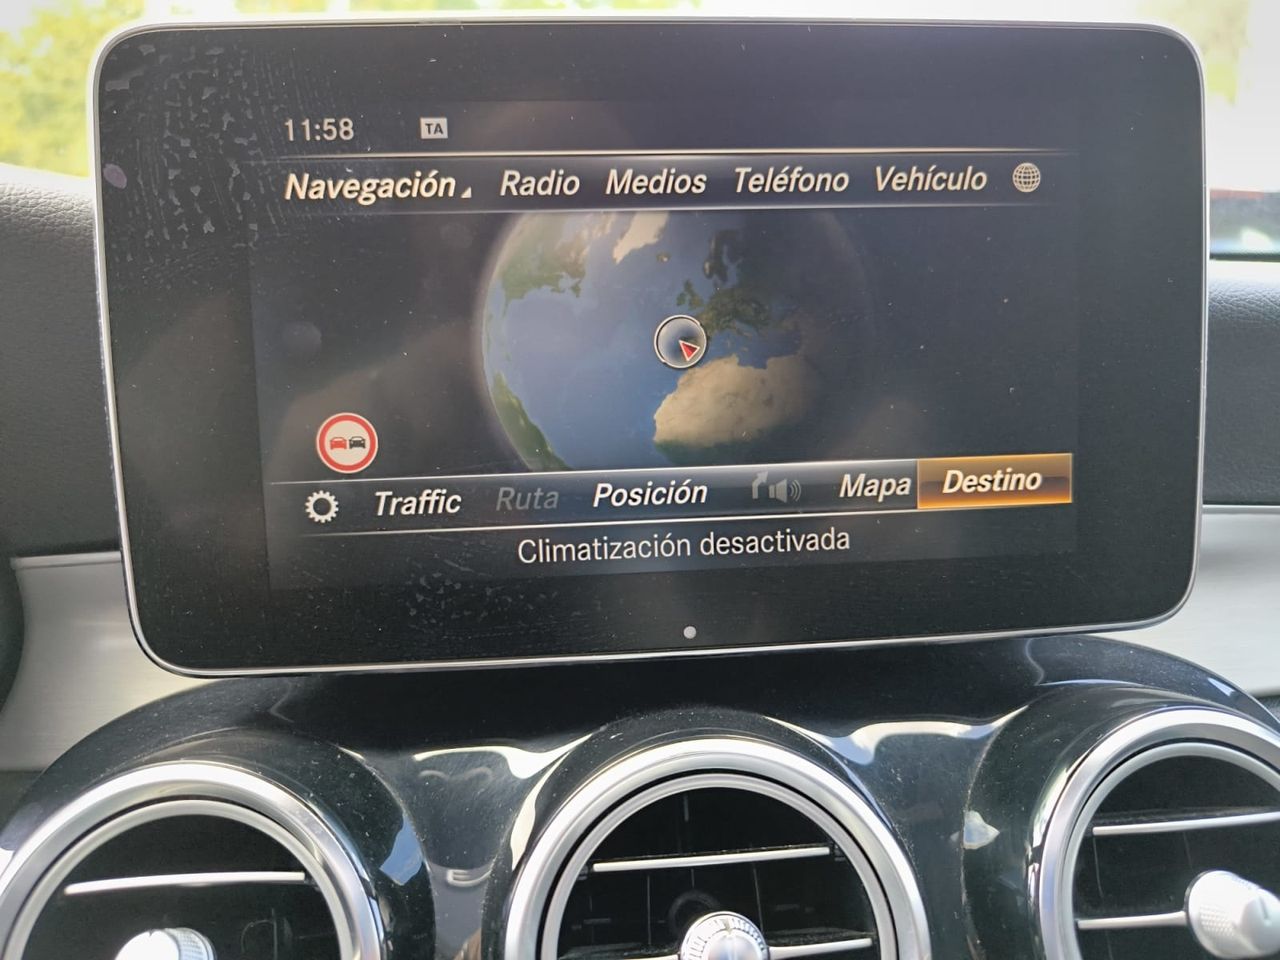 11:58 TA
Navegación Radio Medios Teléfono Vehículo
Traffic Ruta Posición Mapa Destino
Climatización desactivada